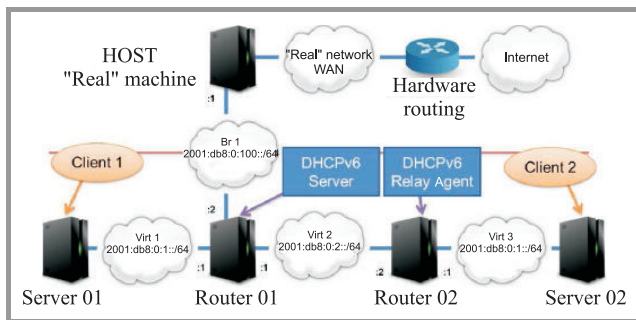 HOST
"Real" machine
"Real" network
WAN
Hardware
routing
Internet
:1
Br 1
2001:db8:0:100::/64
Client 1
DHCPv6
Server
DHCPv6
Relay Agent
Client 2
:2
Virt 1
2001:db8:0:1::/64
Virt 2
2001:db8:0:2::/64
Virt 3
2001:db8:0:1::/64
:1
:1
:2
:1
Server 01
Router 01
Router 02
Server 02